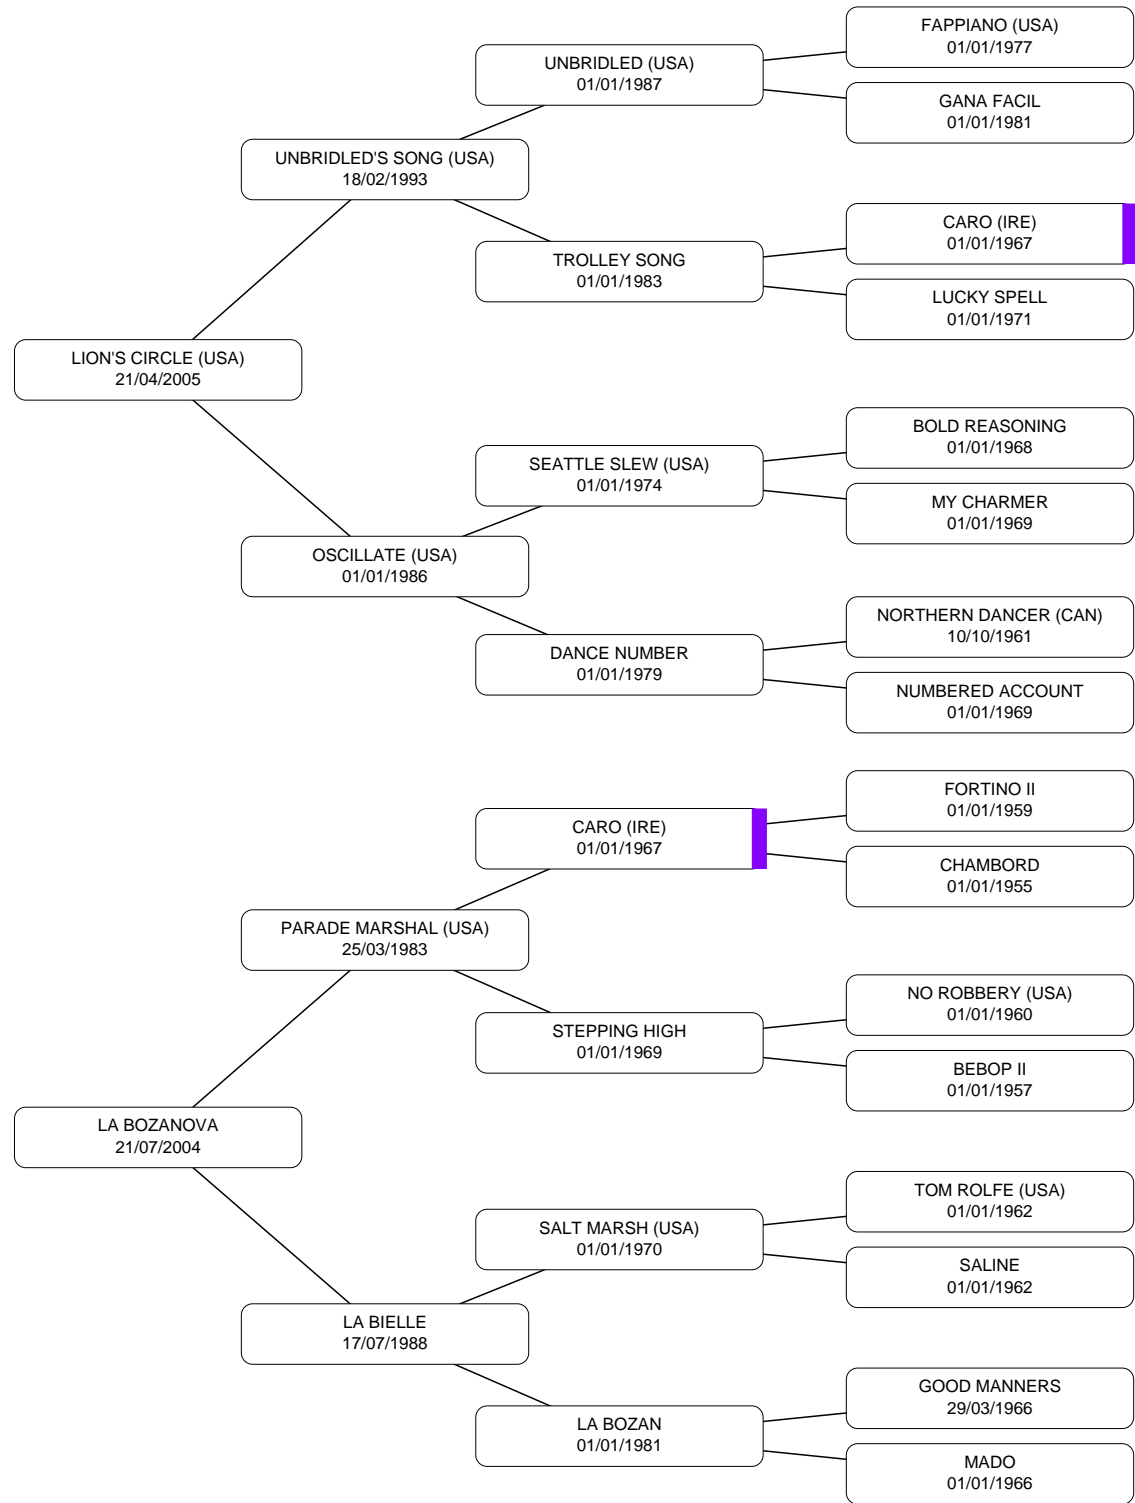 FAPPIANO (USA)
01/01/1977
UNBRIDLED (USA)
01/01/1987
GANA FACIL
01/01/1981
UNBRIDLED'S SONG (USA)
18/02/1993
CARO (IRE)
01/01/1967
TROLLEY SONG
01/01/1983
LUCKY SPELL
01/01/1971
LION'S CIRCLE (USA)
21/04/2005
BOLD REASONING
01/01/1968
SEATTLE SLEW (USA)
01/01/1974
MY CHARMER
01/01/1969
OSCILLATE (USA)
01/01/1986
NORTHERN DANCER (CAN)
10/10/1961
DANCE NUMBER
01/01/1979
NUMBERED ACCOUNT
01/01/1969
FORTINO II
01/01/1959
CARO (IRE)
01/01/1967
CHAMBORD
01/01/1955
PARADE MARSHAL (USA)
25/03/1983
NO ROBBERY (USA)
01/01/1960
STEPPING HIGH
01/01/1969
BEBOP II
01/01/1957
LA BOZANOVA
21/07/2004
TOM ROLFE (USA)
01/01/1962
SALT MARSH (USA)
01/01/1970
SALINE
01/01/1962
LA BIELLE
17/07/1988
GOOD MANNERS
29/03/1966
LA BOZAN
01/01/1981
MADO
01/01/1966